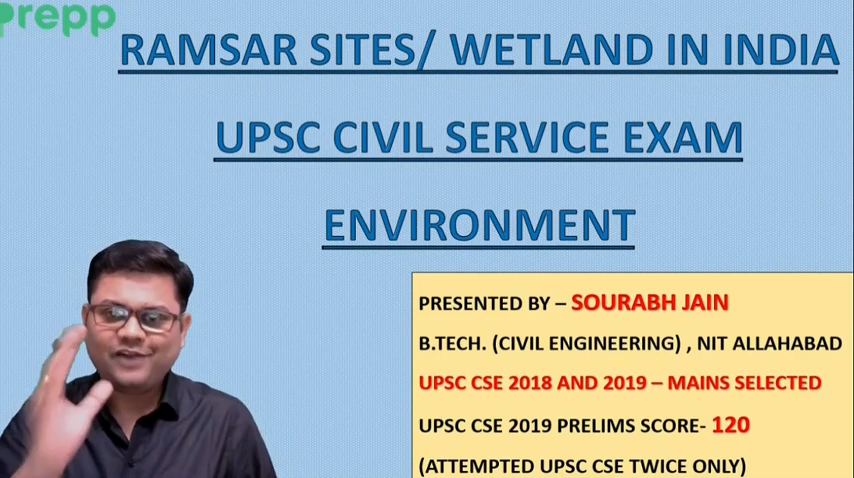 prepp
RAMSAR SITES/ WETLAND IN INDIA
UPSC CIVIL SERVICE EXAM
ENVIRONMENT
PRESENTED BY – SOURABH JAIN
B.TECH. (CIVIL ENGINEERING) , NIT ALLAHABAD
UPSC CSE 2018 AND 2019 – MAINS SELECTED
UPSC CSE 2019 PRELIMS SCORE- 120
(ATTEMPTED UPSC CSE TWICE ONLY)